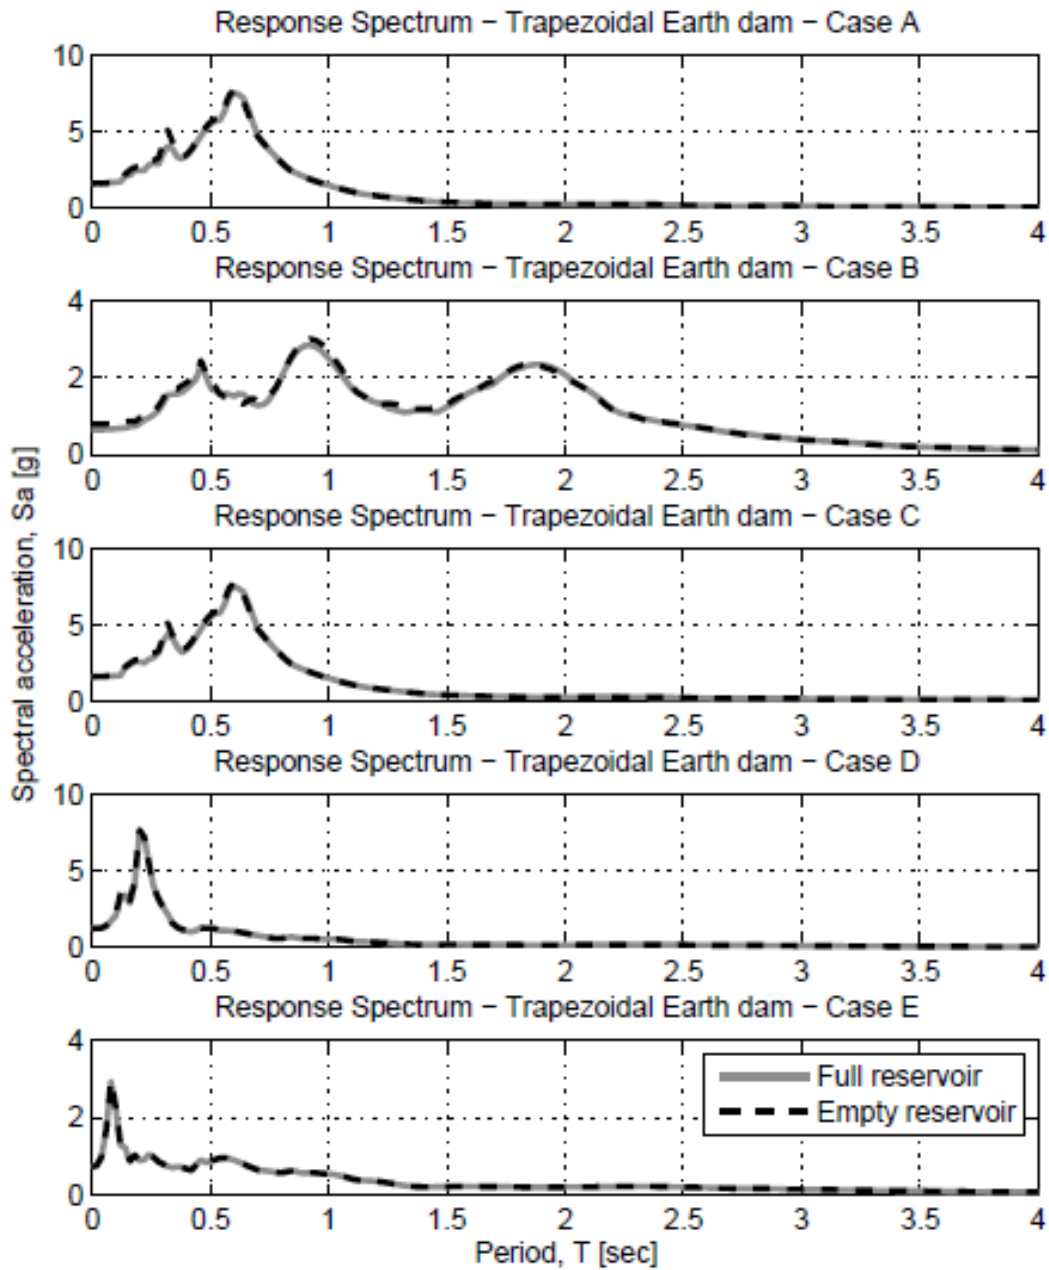 Response Spectrum − Trapezoidal Earth dam − Case A
10
5
0
0 0.5 1 1.5 2 2.5 3 3.5 4
Response Spectrum − Trapezoidal Earth dam − Case B
4
2
0
0 0.5 1 1.5 2 2.5 3 3.5 4
Response Spectrum − Trapezoidal Earth dam − Case C
10
5
0
0 0.5 1 1.5 2 2.5 3 3.5 4
Response Spectrum − Trapezoidal Earth dam − Case D
10
5
0
0 0.5 1 1.5 2 2.5 3 3.5 4
Response Spectrum − Trapezoidal Earth dam − Case E
4
2
0
0 0.5 1 1.5 2 2.5 3 3.5 4
Full reservoir
Empty reservoir
Period, T [sec]
Spectral acceleration, Sa [g]